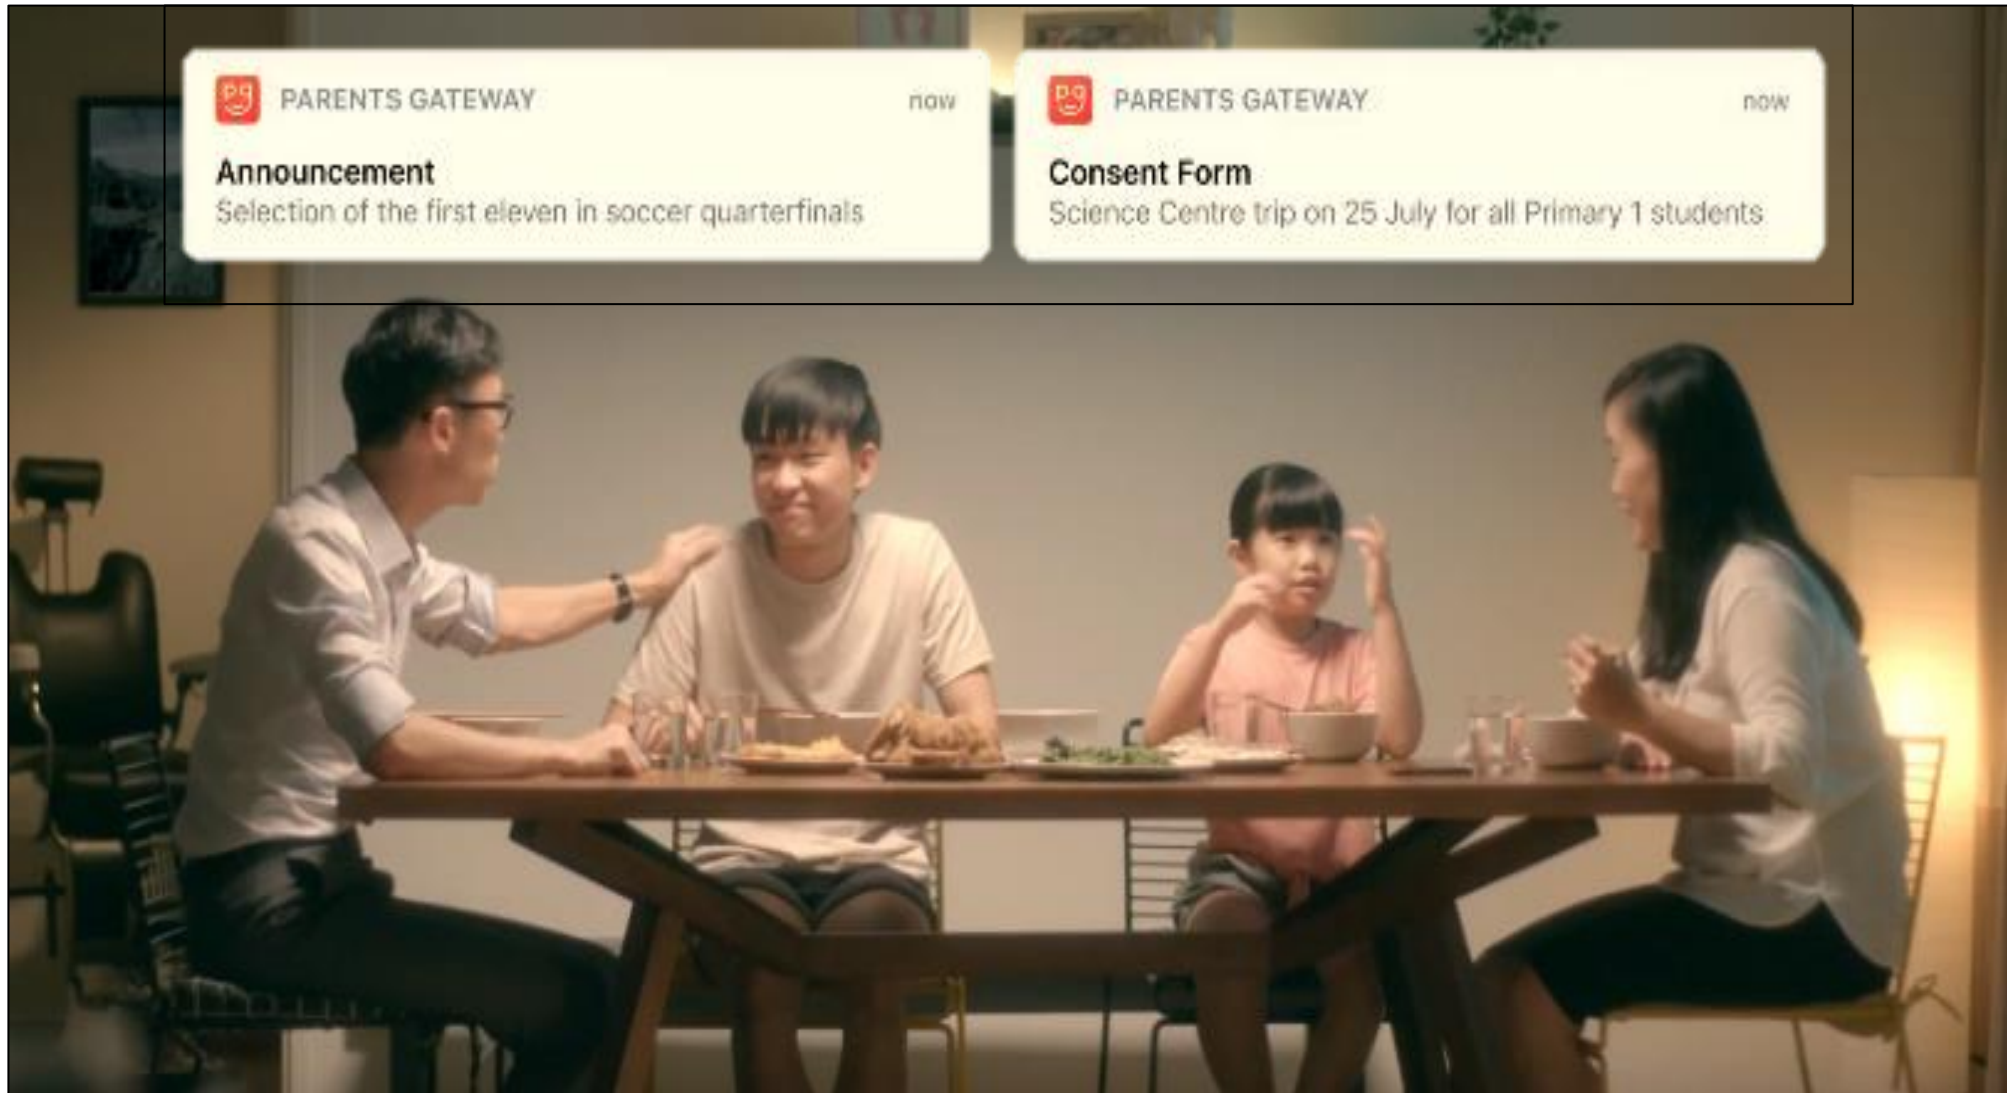 PARENTS GATEWAY now
Announcement
Selection of the first eleven in soccer quarterfinals
PARENTS GATEWAY now
Consent Form
Science Centre trip on 25 July for all Primary 1 students